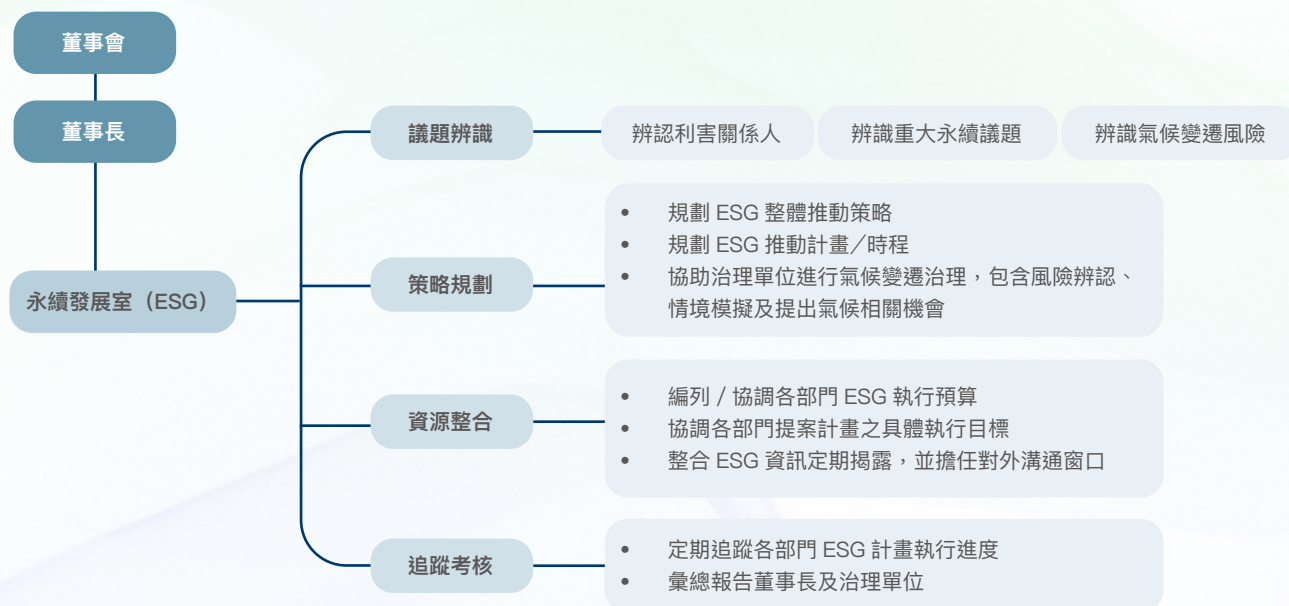 董事會
董事長
永續發展室（ESG）
議題辨識
辨認利害關係人
辨識重大永續議題
辨識氣候變遷風險
策略規劃
• 規劃 ESG 整體推動策略
• 規劃 ESG 推動計畫／時程
• 協助治理單位進行氣候變遷治理，包含風險辨認、
情境模擬及提出氣候相關機會
資源整合
• 編列 / 協調各部門 ESG 執行預算
• 協調各部門提案計畫之具體執行目標
• 整合 ESG 資訊定期揭露，並擔任對外溝通窗口
追蹤考核
• 定期追蹤各部門 ESG 計畫執行進度
• 彙總報告董事長及治理單位